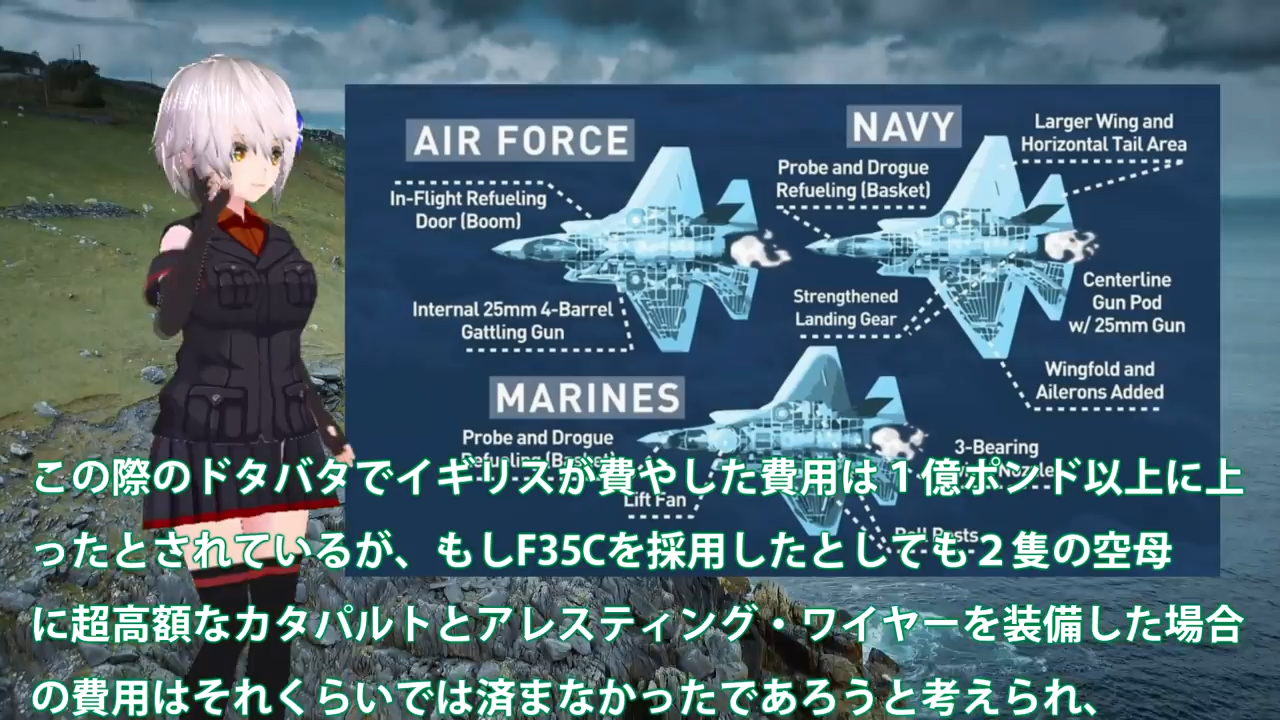 AIR FORCE
In-Flight Refueling
Door (Boom)
Internal 25mm 4-Barrel
Gattling Gun
NAVY
Probe and Drogue
Refueling (Basket)
Larger Wing and
Horizontal Tail Area
Strengthened
Landing Gear
Centerline
Gun Pod
w/ 25mm Gun
Wingfold and
Ailerons Added
MARINES
Probe and Drogue
Refueling (Basket)
Lift Fan
3-Bearing
Nozzle
Roll Posts
この際のドタバタでイギリスが費やした費用は１億ポンド以上に上
ったとされているが、もしF35Cを採用したとしても２隻の空母
に超高額なカタパルトとアレスティング・ワイヤーを装備した場合
の費用はそれくらいでは済まなかったであろうと考えられ、